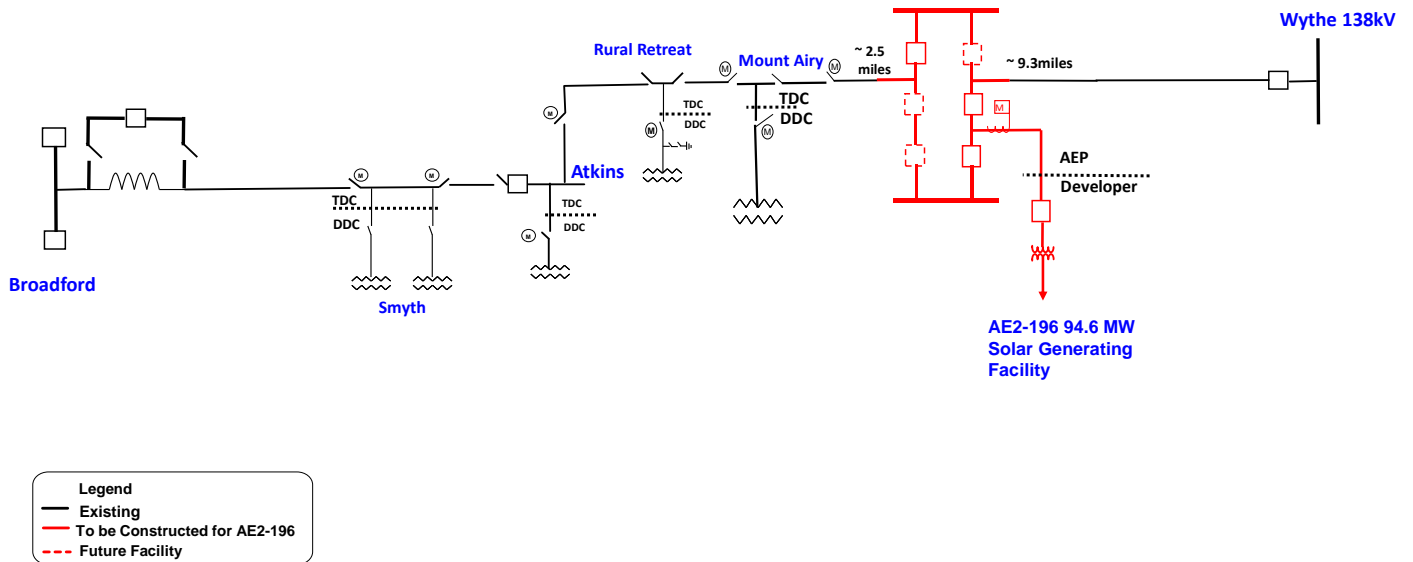 Wythe 138kV
Rural Retreat
Mount Airy
~ 2.5
miles
~ 9.3miles
M
M
M
TDC
DDC
M
TDC
DDC
M
M
M
AEP
Developer
Atkins
M
M
TDC
DDC
TDC
DDC
M
Broadford
Smyth
AE2-196 94.6 MW
Solar Generating
Facility
Legend
Existing
To be Constructed for AE2-196
Future Facility